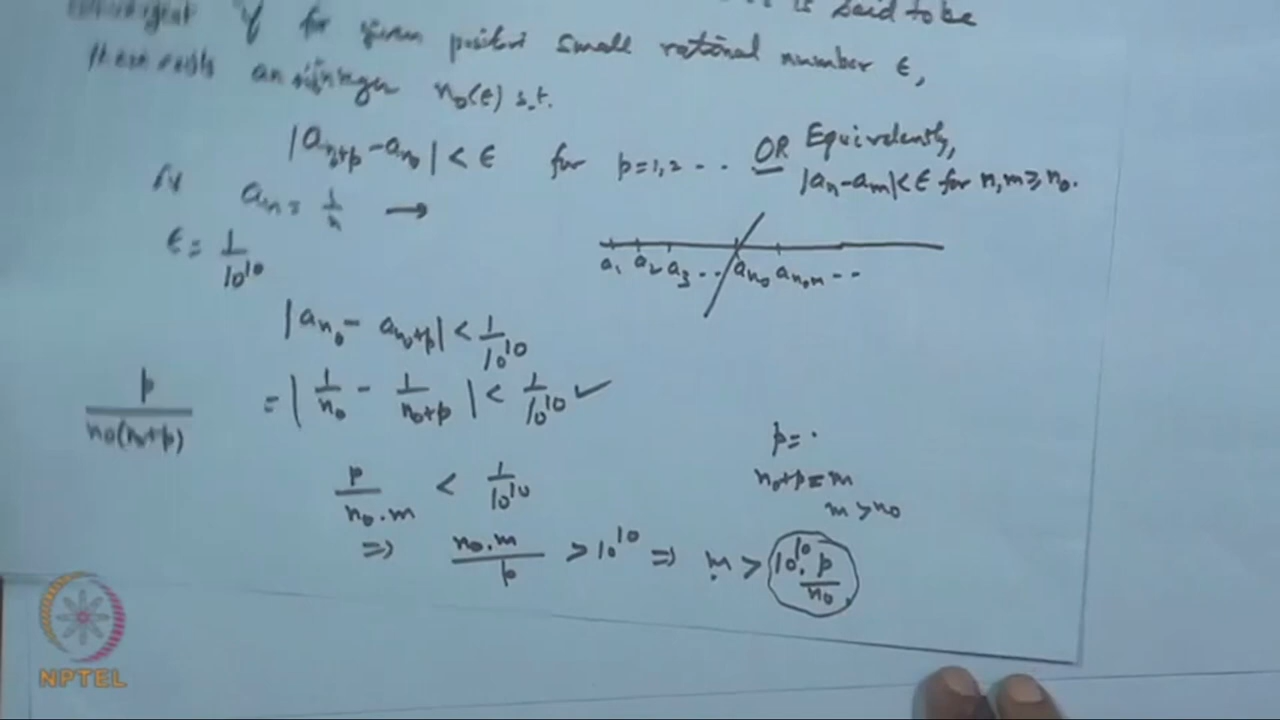 is said to be
if for given positive small rational number ε,
there exists an integer n₀(ε) s.t.
|aₙ₀₊ₚ - aₙ₀| < ε for p=1,2 ... OR Equivalently,
|aₙ - aₘ| < ε for n,m ≥ n₀.
aₙ = 1/n →
ε = 1/10¹⁰
a₁ a₂ a₃ ... aₙ₀ ...
|aₙ₀ - aₙ₀₊ₚ| < 1/10¹⁰
= |1/n₀ - 1/(n₀+p)| < 1/10¹⁰ ✓
p/(n₀(n₀+p))
p/(n₀.m) < 1/10¹⁰
p = .
n₀+p = m
m > n₀
⇒ (n₀.m)/p > 10¹⁰ ⇒ m > (10¹⁰.p)/n₀.
NPTEL